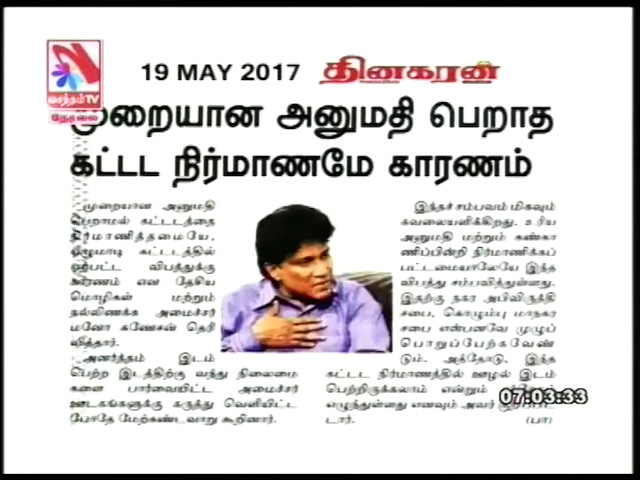 வசந்தம்TV
நேரலை
19 MAY 2017 தினகரன்
முறையான அனுமதி பெறாத
கட்டட நிர்மாணமே காரணம்
முறையான அனுமதி
பெறாமல் கட்டடத்தை
நிர்மாணித்தமையே,
ஏழுமாடி கட்டடத்தில்
ஏற்பட்ட விபத்துக்கு
காரணம் என தேசிய
மொழிகள் மற்றும்
நல்லிணக்க அமைச்சர்
மனோ கணேசன் தெரி
வித்தார்.
அனர்த்தம் இடம்
பெற்ற இடத்திற்கு வந்து நிலைமை
களை பார்வையிட்ட அமைச்சர்
ஊடகங்களுக்கு கருத்து வெளியிட்ட
போதே மேற்கண்டவாறு கூறினார்.
இந்தச் சம்பவம் மிகவும்
கவலையளிக்கிறது. உரிய
அனுமதி மற்றும் கண்கா
ணிப்பின்றி நிர்மாணிக்கப்
பட்டமையாலேயே இந்த
விபத்து சம்பவித்துள்ளது.
இதற்கு நகர அபிவிருத்தி
சபை, கொழும்பு மாநகர
சபை என்பனவே முழுப்
பொறுப்பேற்கவேண்
டும். அத்தோடு, இந்த
கட்டட நிர்மாணத்தில் ஊழல் இடம்
பெற்றிருக்கலாம் என்றும்
எழுந்துள்ளது எனவும் அவர்
டார். (பா)
07:03:33